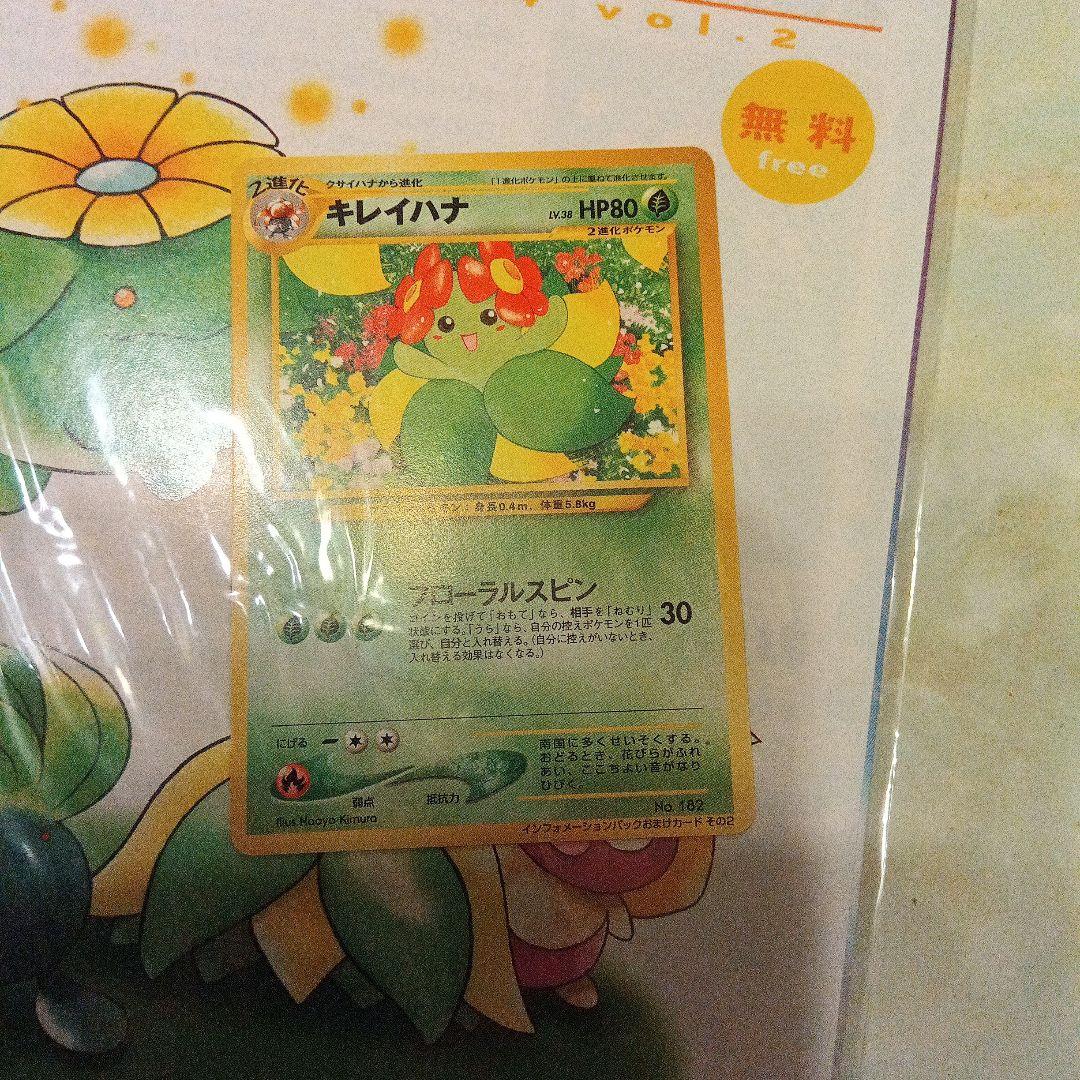 vol.2
無料
free
2進化
クサイハナから進化
「1進化ポケモン」の上に重ねて進化させます。
キレイハナ
LV.38 HP80
2進化ポケモン
身長0.4m、体重5.8kg
フローラルスピン
コインを投げて「おもて」なら、相手を「ねむり」
状態にする。「うら」なら、自分の控えポケモンを1匹
選び、自分と入れ替える。（自分に控えがいないとき、
入れ替える効果はなくなる。）
30
にげる
弱点
抵抗力
南国に多くせいそくする。
おどるとき、花びらがふれ
あい、ここちよい音がなり
ひびく。
No 182
Illus Naoyo Kimura
インフォメーションパックおまけカード その2